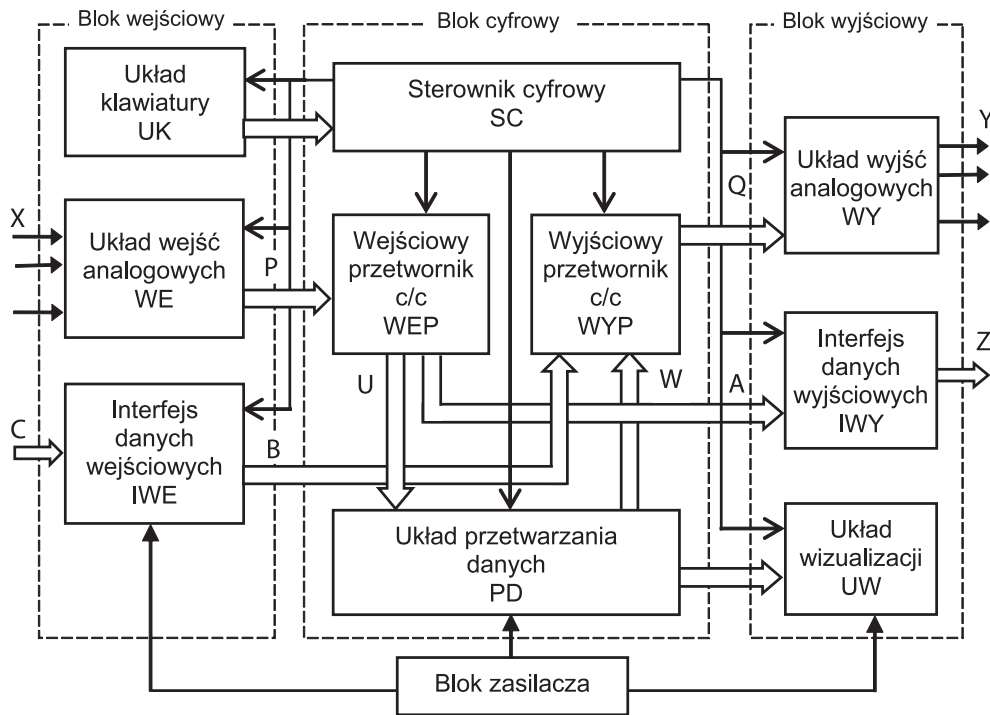 Blok wejściowy
Blok cyfrowy
Blok wyjściowy
Układ
klawiatury
UK
Sterownik cyfrowy
SC
Układ wyjść
analogowych
WY
Y
Q
X
Układ wejść
analogowych
WE
P
Wejściowy
przetwornik
c/c
WEP
Wyjściowy
przetwornik
c/c
WYP
Interfejs
danych
wyjściowych
IWY
Z
U
W
A
C
Interfejs
danych
wejściowych
IWE
B
Układ przetwarzania
danych
PD
Układ
wizualizacji
UW
Blok zasilacza